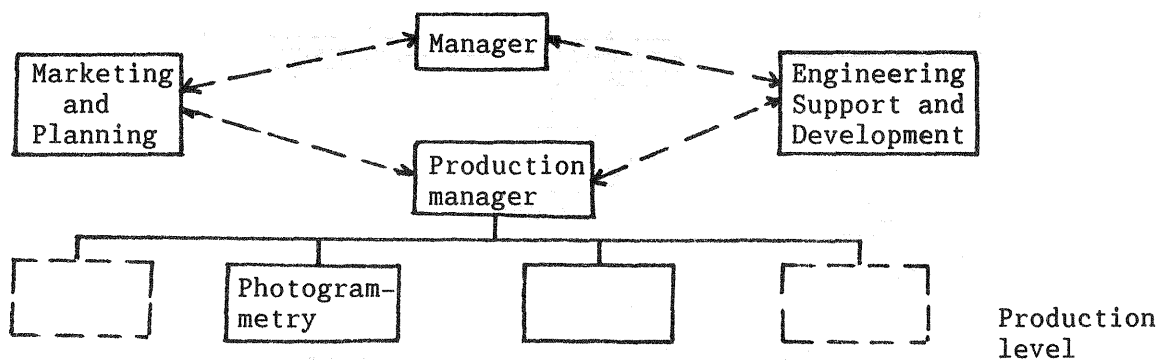 Manager
Marketing
and
Planning
Engineering
Support and
Development
Production
manager
Photogram-
metry
Production
level